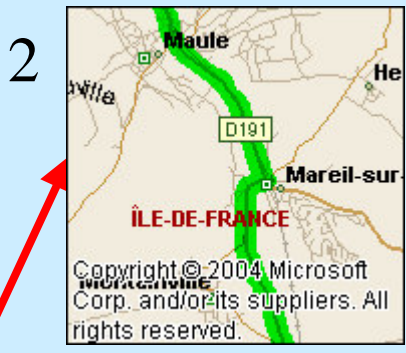 2
Maule
He
ville
D191
Mareil-sur-
ÎLE-DE-FRANCE
Copyright © 2004 Microsoft
Corp. and/or its suppliers. All
rights reserved.